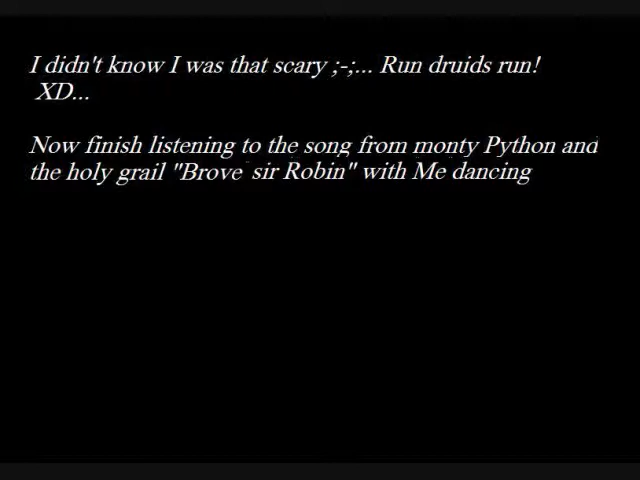 I didn't know I was that scary ;-;... Run druids run!
XD...
Now finish listening to the song from monty Python and
the holy grail "Brove sir Robin" with Me dancing